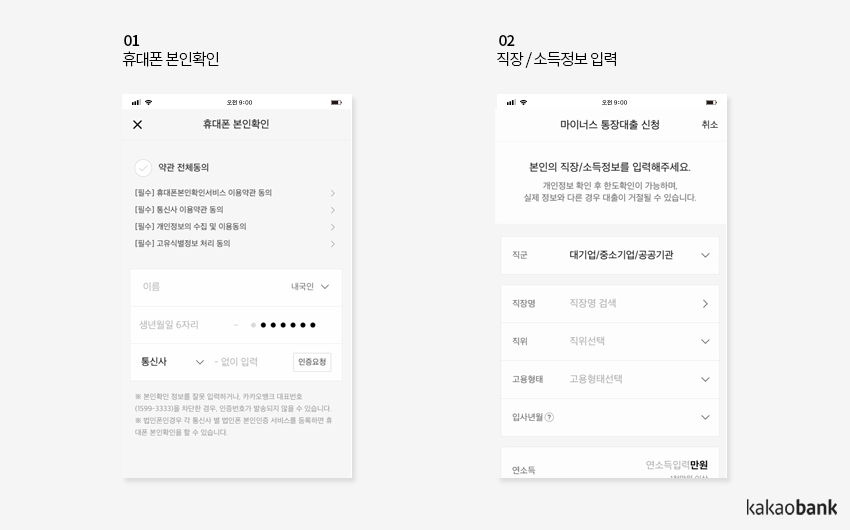 01
휴대폰 본인확인
오전 9:00
휴대폰 본인확인
약관 전체동의
[필수] 휴대폰본인확인서비스 이용약관 동의
[필수] 통신사 이용약관 동의
[필수] 개인정보의 수집 및 이용동의
[필수] 고유식별정보 처리 동의
이름 내국인
생년월일 6자리 - ●●●●●●●
통신사 - 없이 입력 인증요청
※ 본인확인 정보를 잘못 입력하거나, 카카오뱅크 대표번호
(1599-3333)을 차단한 경우, 인증번호가 발송되지 않을 수 있습니다.
※ 법인폰인경우 각 통신사 별 법인폰 본인인증 서비스를 등록하면 휴
대폰 본인확인을 할 수 있습니다.
02
직장 / 소득정보 입력
오전 9:00
마이너스 통장대출 신청 취소
본인의 직장/소득정보를 입력해주세요.
개인정보 확인 후 한도확인이 가능하며,
실제 정보와 다른 경우 대출이 거절될 수 있습니다.
직군 대기업/중소기업/공공기관
직장명 직장명 검색
직위 직위선택
고용형태 고용형태선택
입사년월 ?
연소득 연소득입력만원
kakaobank